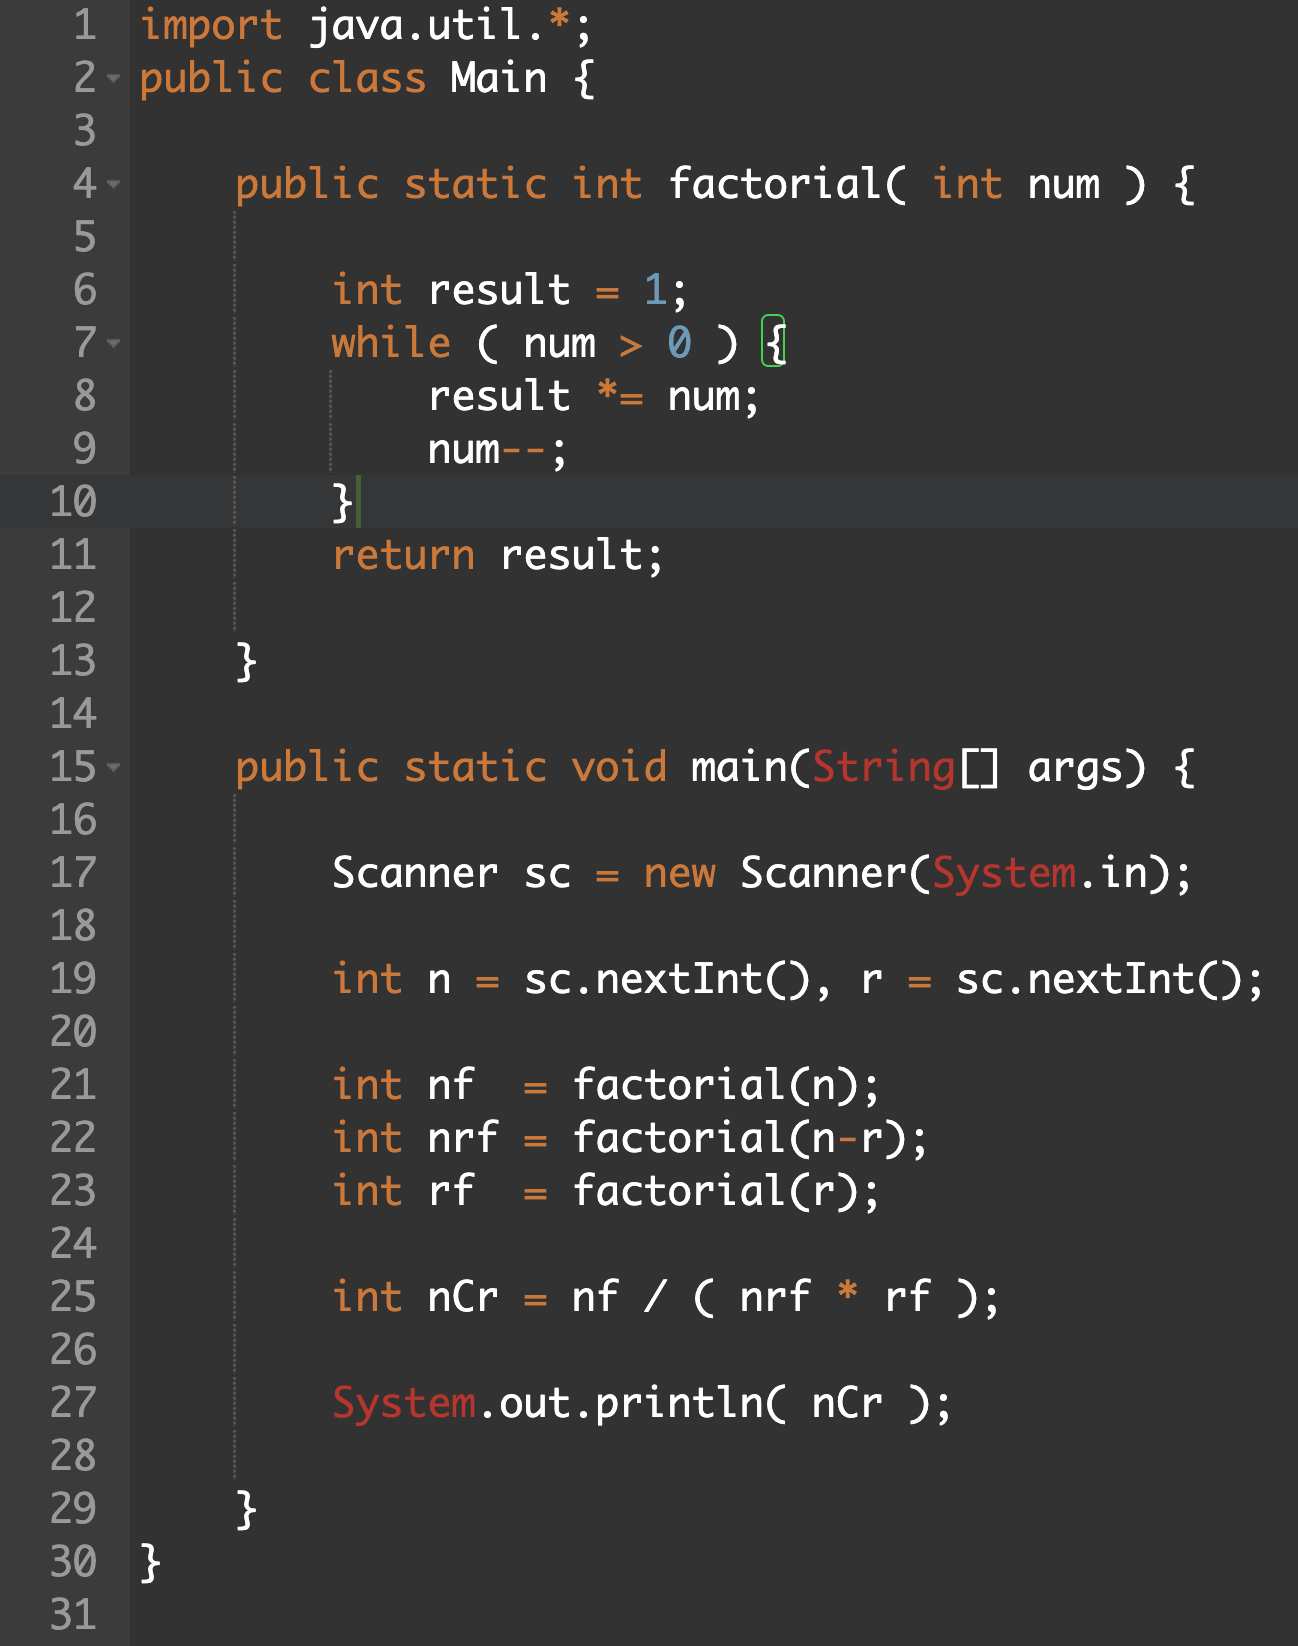 1 import java.util.*;
2 public class Main {
3
4     public static int factorial( int num ) {
5
6         int result = 1;
7         while ( num > 0 ) {
8             result *= num;
9             num--;
10         }
11         return result;
12
13     }
14
15     public static void main(String[] args) {
16
17         Scanner sc = new Scanner(System.in);
18
19         int n = sc.nextInt(), r = sc.nextInt();
20
21         int nf  = factorial(n);
22         int nrf = factorial(n-r);
23         int rf  = factorial(r);
24
25         int nCr = nf / ( nrf * rf );
26
27         System.out.println( nCr );
28
29     }
30 }
31